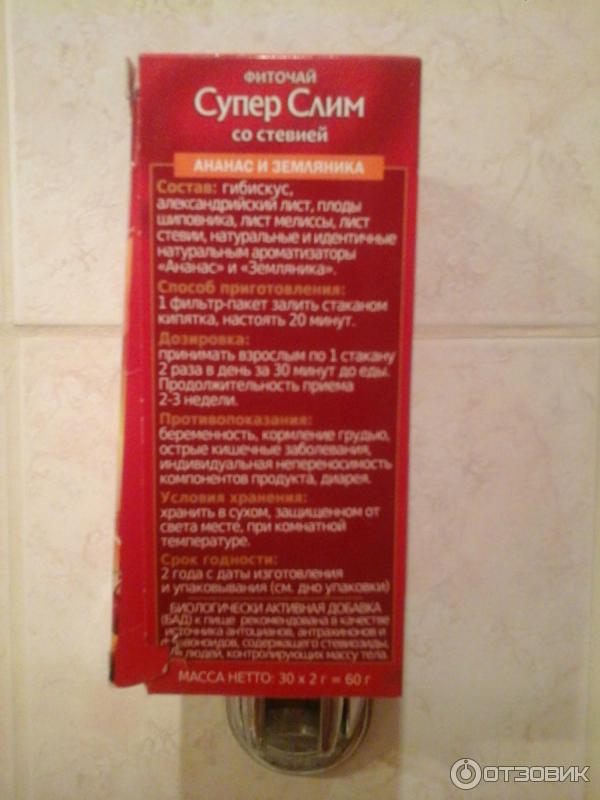 ФИТОЧАЙ
Супер Слим
со стевией
АНАНАС И ЗЕМЛЯНИКА
Состав: гибискус,
александрийский лист, плоды
шиповника, лист мелиссы, лист
стевии, натуральные и идентичные
натуральным ароматизаторы
«Ананас» и «Земляника».
Способ приготовления:
1 фильтр-пакет залить стаканом
кипятка, настоять 20 минут.
Дозировка:
принимать взрослым по 1 стакану
2 раза в день за 30 минут до еды.
Продолжительность приема
2-3 недели.
Противопоказания:
беременность, кормление грудью,
острые кишечные заболевания,
индивидуальная непереносимость
компонентов продукта, диарея.
Условия хранения:
хранить в сухом, защищенном от
света месте, при комнатной
температуре.
Срок годности:
2 года с даты изготовления
и упаковывания (см. дно упаковки)
БИОЛОГИЧЕСКИ АКТИВНАЯ ДОБАВКА
(БАД) к пище рекомендована в качестве
источника антоцианов, антрахинонов и
флавоноидов, содержащего стевиозиды,
людей, контролирующих массу тела.
МАССА НЕТТО: 30 х 2 г = 60 г
ОТЗОВИК